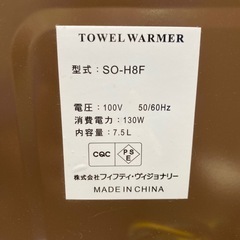 TOWEL WARMER
型式：SO-H8F
電圧：100V 50/60Hz
消費電力：130W
内容量：7.5L
CQC PSE
株式会社フィフティ・ヴィジョナリー
MADE IN CHINA